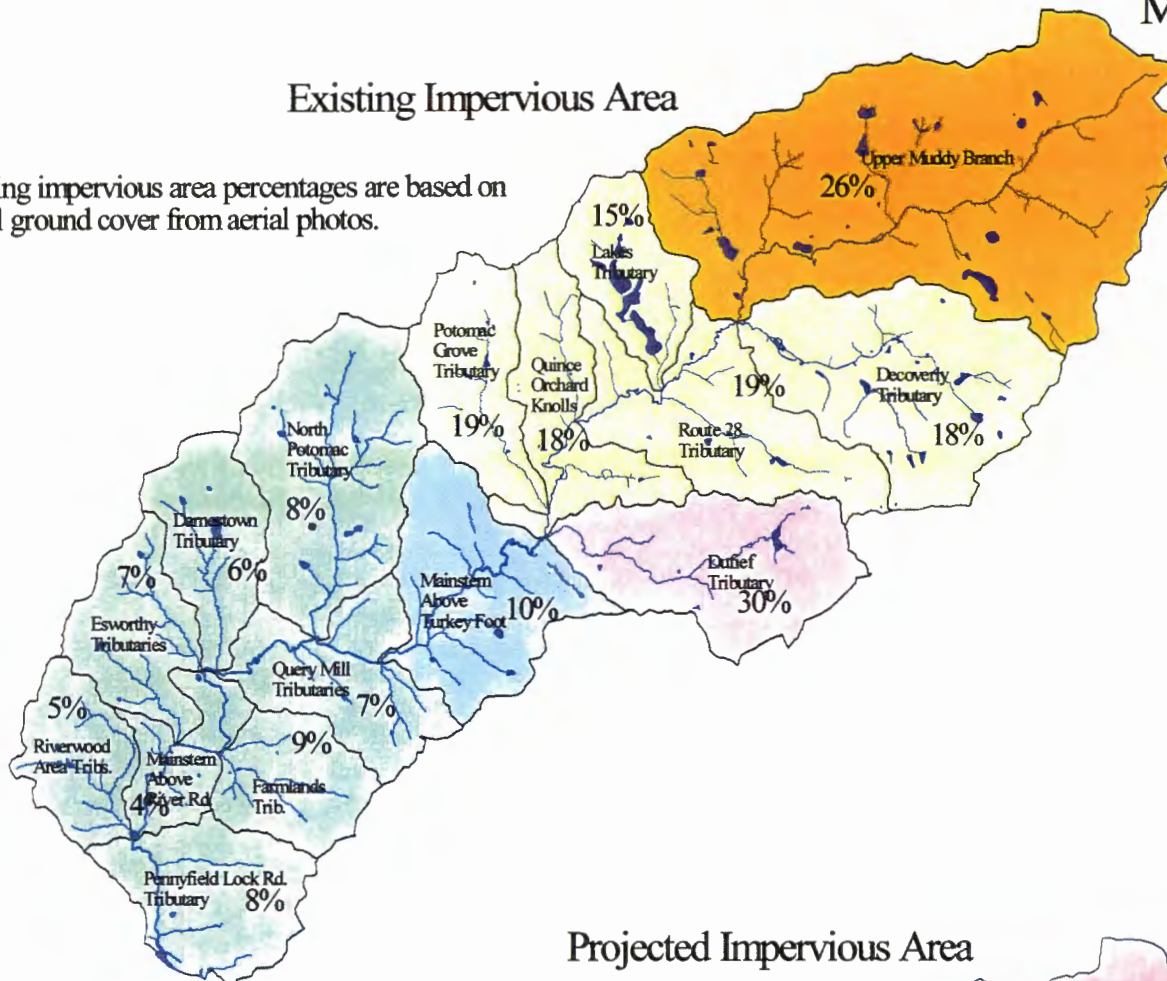 M
Existing Impervious Area
ing impervious area percentages are based on
l ground cover from aerial photos.
Upper Muddy Branch
26%
15%
Lakes
Tributary
Potomac
Grove
Tributary
19%
Quince
Orchard
Knolls
18%
19%
Route 28
Tributary
Decoverly
Tributary
18%
North
Potomac
Tributary
8%
Darnestown
Tributary
6%
7%
Esworthy
Tributaries
Mainstem
Above
Turkey Foot
10%
Dufief
Tributary
30%
Query Mill
Tributaries
7%
5%
Riverwood
Area Tribs.
Mainstem
Above
River Rd
4%
9%
Farmlands
Trib.
Pennyfield Lock Rd.
Tributary
8%
Projected Impervious Area